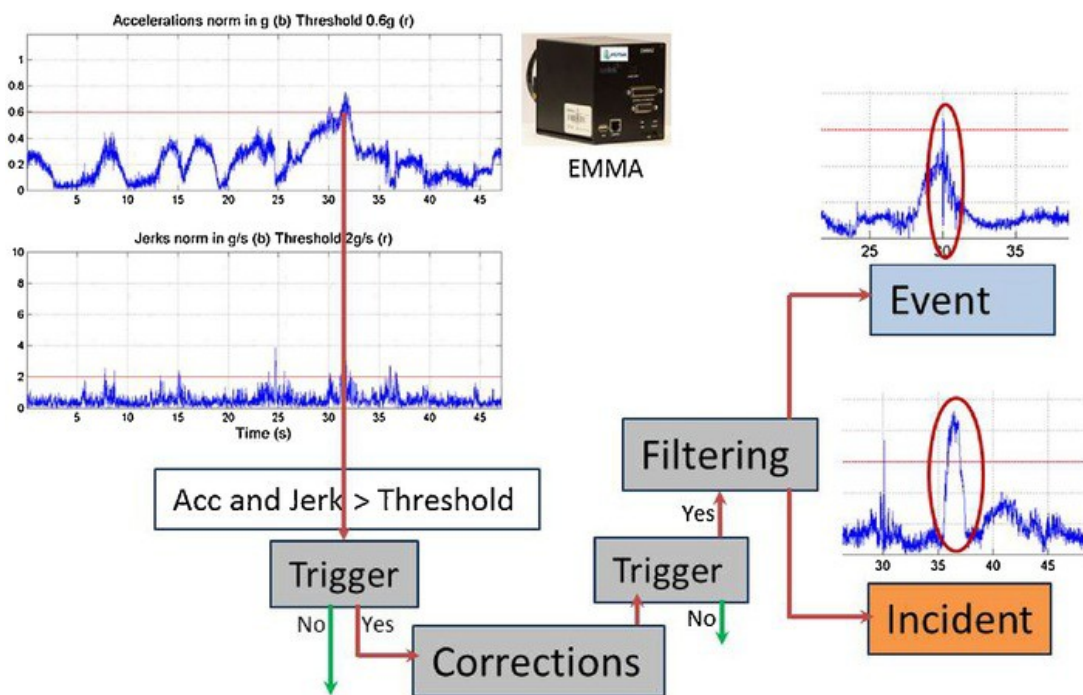 Accelerations norm in g (b) Threshold 0.6g (r)
1
0.8
0.6
0.4
0.2
0
5 10 15 20 25 30 35 40 45
EMMA
Jerks norm in g/s (b) Threshold 2g/s (r)
10
8
6
4
2
0
5 10 15 20 25 30 35 40 45
Time (s)
25 30 35
Event
Filtering
30 35 40 45 50
Incident
Acc and Jerk > Threshold
Yes
Trigger
Trigger
No
Yes
No
Corrections